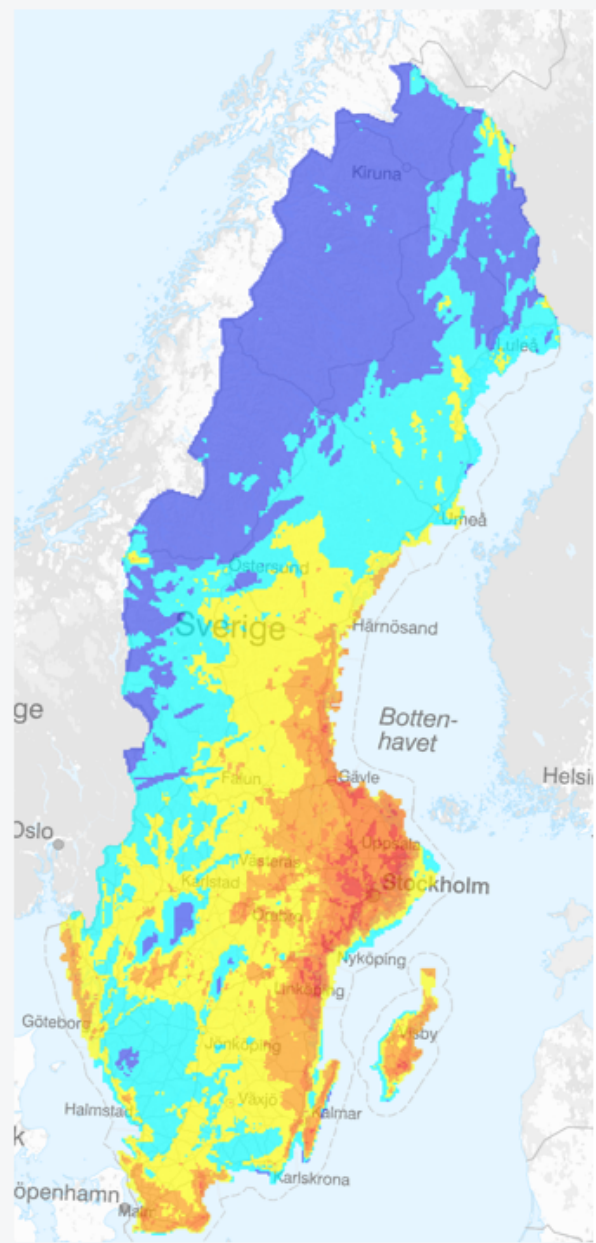 Kiruna
Luleå
Umeå
Östersund
Sverige
Härnösand
ge
Botten-
havet
Falun
Gävle
Helsi
Oslo
Uppsala
Västerås
Karlstad
Stockholm
Örebro
Nyköping
Linköping
Göteborg
Visby
Jönköping
Växjö
Halmstad
Kalmar
k
Karlskrona
öpenhamn
Malm